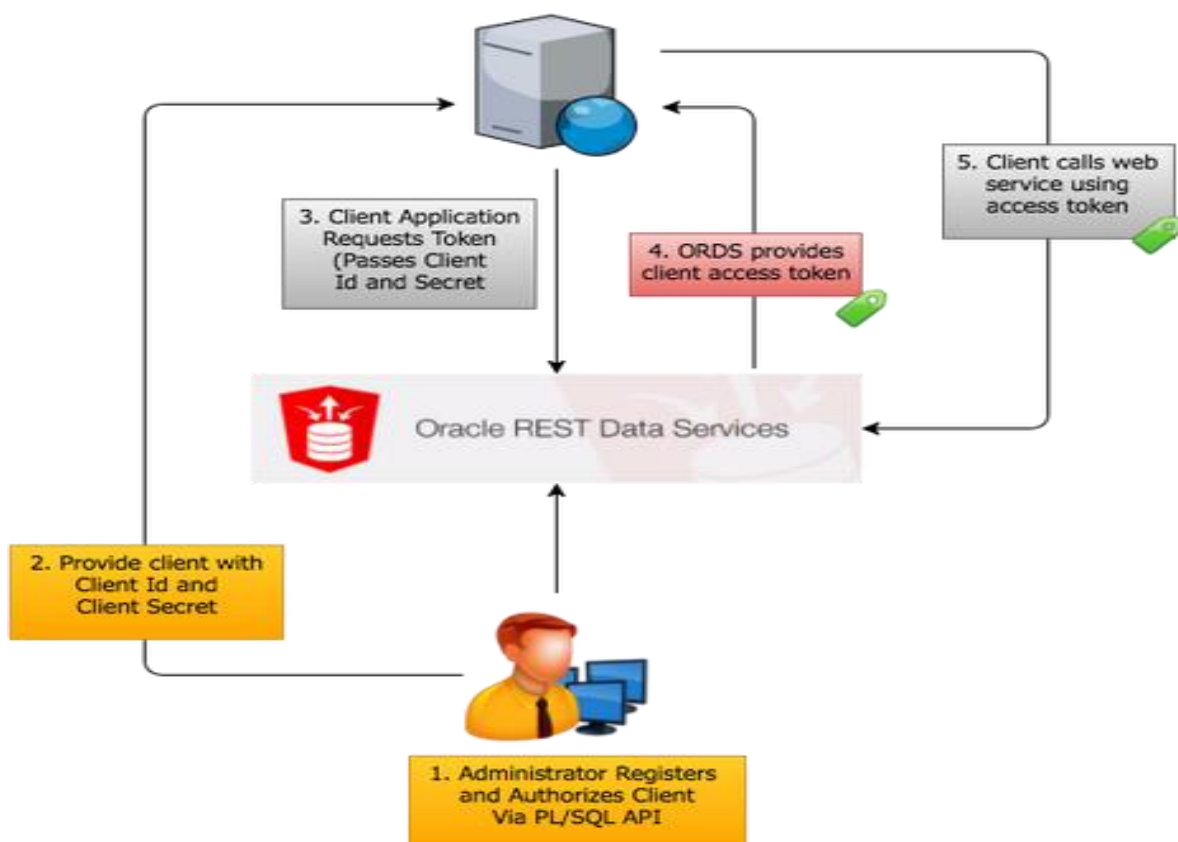 5. Client calls web
service using
access token
3. Client Application
Requests Token
(Passes Client
Id and Secret
4. ORDS provides
client access token
Oracle REST Data Services
2. Provide client with
Client Id and
Client Secret
1. Administrator Registers
and Authorizes Client
Via PL/SQL API